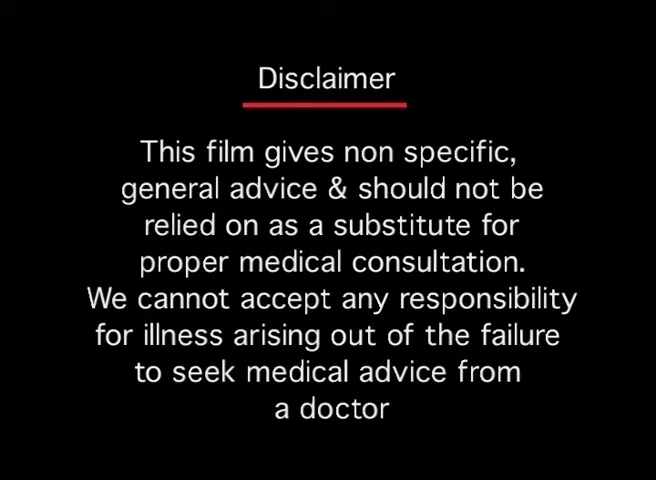 Disclaimer
This film gives non specific,
general advice & should not be
relied on as a substitute for
proper medical consultation.
We cannot accept any responsibility
for illness arising out of the failure
to seek medical advice from
a doctor